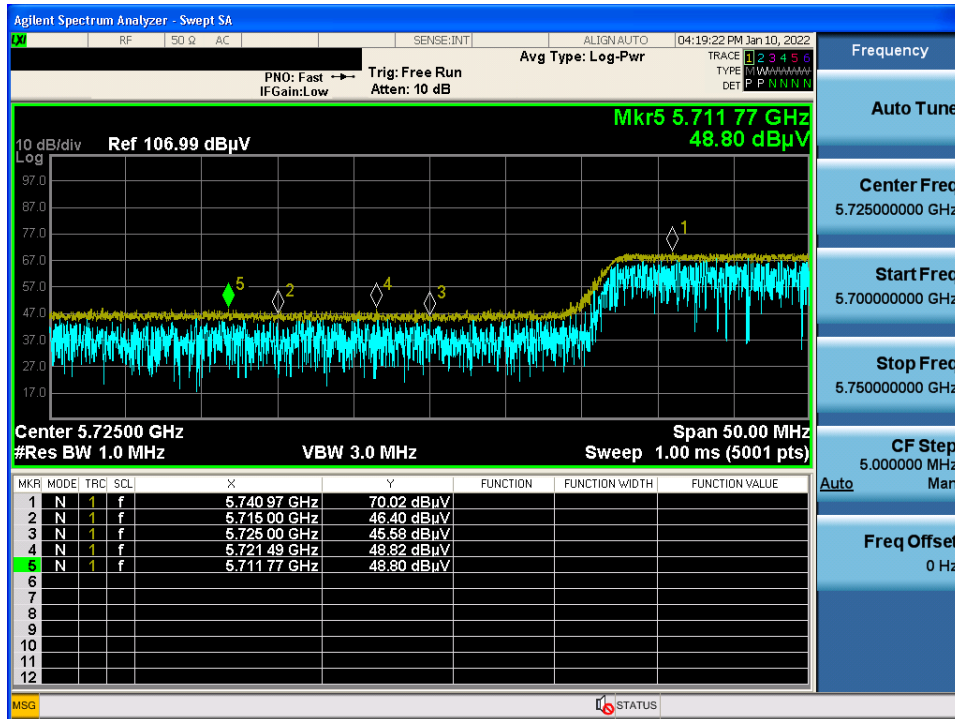 Agilent Spectrum Analyzer - Swept SA
LXI RF 50 Ω AC SENSE:INT ALIGN AUTO 04:19:22 PM Jan 10, 2022
Avg Type: Log-Pwr
TRACE 1 2 3 4 5 6
TYPE M WWWWW
DET P P N N N N
PNO: Fast Trig: Free Run
IFGain:Low Atten: 10 dB
Frequency
Mkr5 5.711 77 GHz
48.80 dBµV
10 dB/div Ref 106.99 dBµV
Log
97.0
87.0
77.0
67.0
57.0
47.0
37.0
27.0
17.0
5
2
4
3
1
Center 5.72500 GHz Span 50.00 MHz
#Res BW 1.0 MHz VBW 3.0 MHz Sweep 1.00 ms (5001 pts)
MKR MODE TRC SCL X Y FUNCTION FUNCTION WIDTH FUNCTION VALUE
1 N 1 f 5.740 97 GHz 70.02 dBµV
2 N 1 f 5.715 00 GHz 46.40 dBµV
3 N 1 f 5.725 00 GHz 45.58 dBµV
4 N 1 f 5.721 49 GHz 48.82 dBµV
5 N 1 f 5.711 77 GHz 48.80 dBµV
6
7
8
9
10
11
12
Auto Tune
Center Freq
5.725000000 GHz
Start Freq
5.700000000 GHz
Stop Freq
5.750000000 GHz
CF Step
5.000000 MHz
Auto Man
Freq Offset
0 Hz
MSG STATUS